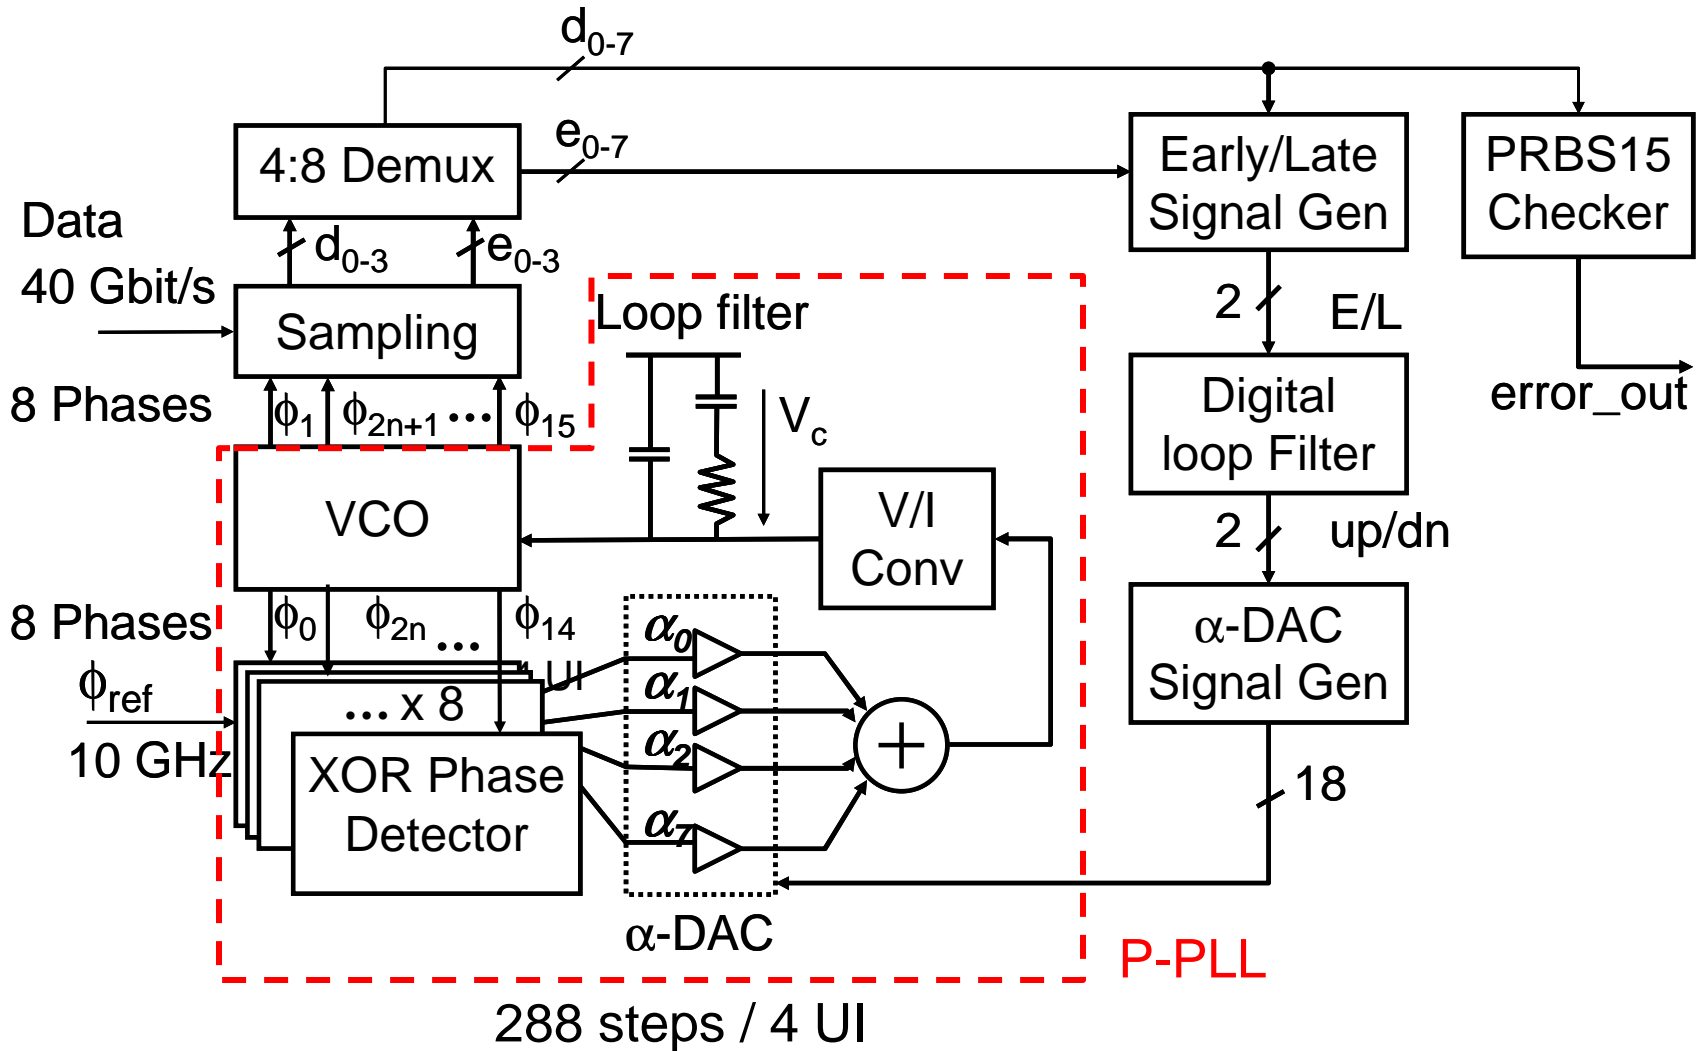 d0-7
4:8 Demux
e0-7
Early/Late
Signal Gen
PRBS15
Checker
Data
40 Gbit/s
d0-3
e0-3
Sampling
2
E/L
error_out
8 Phases
ϕ1
ϕ2n+1
...
ϕ15
Loop filter
Vc
Digital
loop Filter
VCO
V/I
Conv
2
up/dn
8 Phases
ϕ0
ϕ2n
...
ϕ14
UI
α-DAC
Signal Gen
ϕref
10 GHz
... x 8
XOR Phase
Detector
α0
α1
α2
α7
+
18
α-DAC
P-PLL
288 steps / 4 UI